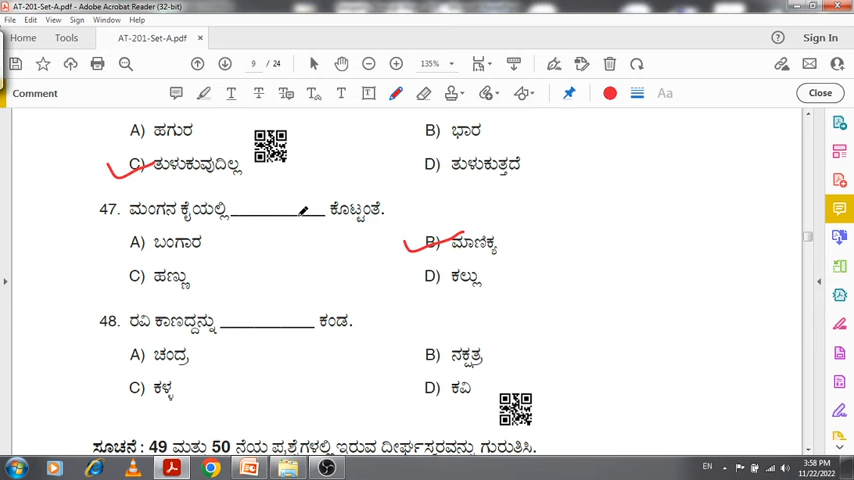 AT-201-Set-A.pdf - Adobe Acrobat Reader (32-bit)
File Edit View Sign Window Help
Home Tools AT-201-Set-A.pdf × Sign In
9 / 24 135%
Comment Aa Close
A) ಹಗುರ B) ಭಾರ
C) ತುಳುಕುವುದಿಲ್ಲ D) ತುಳುಕುತ್ತದೆ
47. ಮಂಗನ ಕೈಯಲ್ಲಿ ____________ ಕೊಟ್ಟಂತೆ.
A) ಬಂಗಾರ B) ಮಾಣಿಕ್ಯ
C) ಹಣ್ಣು D) ಕಲ್ಲು
48. ರವಿ ಕಾಣದ್ದನ್ನು ____________ ಕಂಡ.
A) ಚಂದ್ರ B) ನಕ್ಷತ್ರ
C) ಕಳ್ಳ D) ಕವಿ
ಸೂಚನೆ : 49 ಮತ್ತು 50 ನೆಯ ಪ್ರಶ್ನೆಗಳಲ್ಲಿ ಇರುವ ದೀರ್ಘಸ್ವರವನ್ನು ಗುರುತಿಸಿ.
EN 3:58 PM
11/22/2022